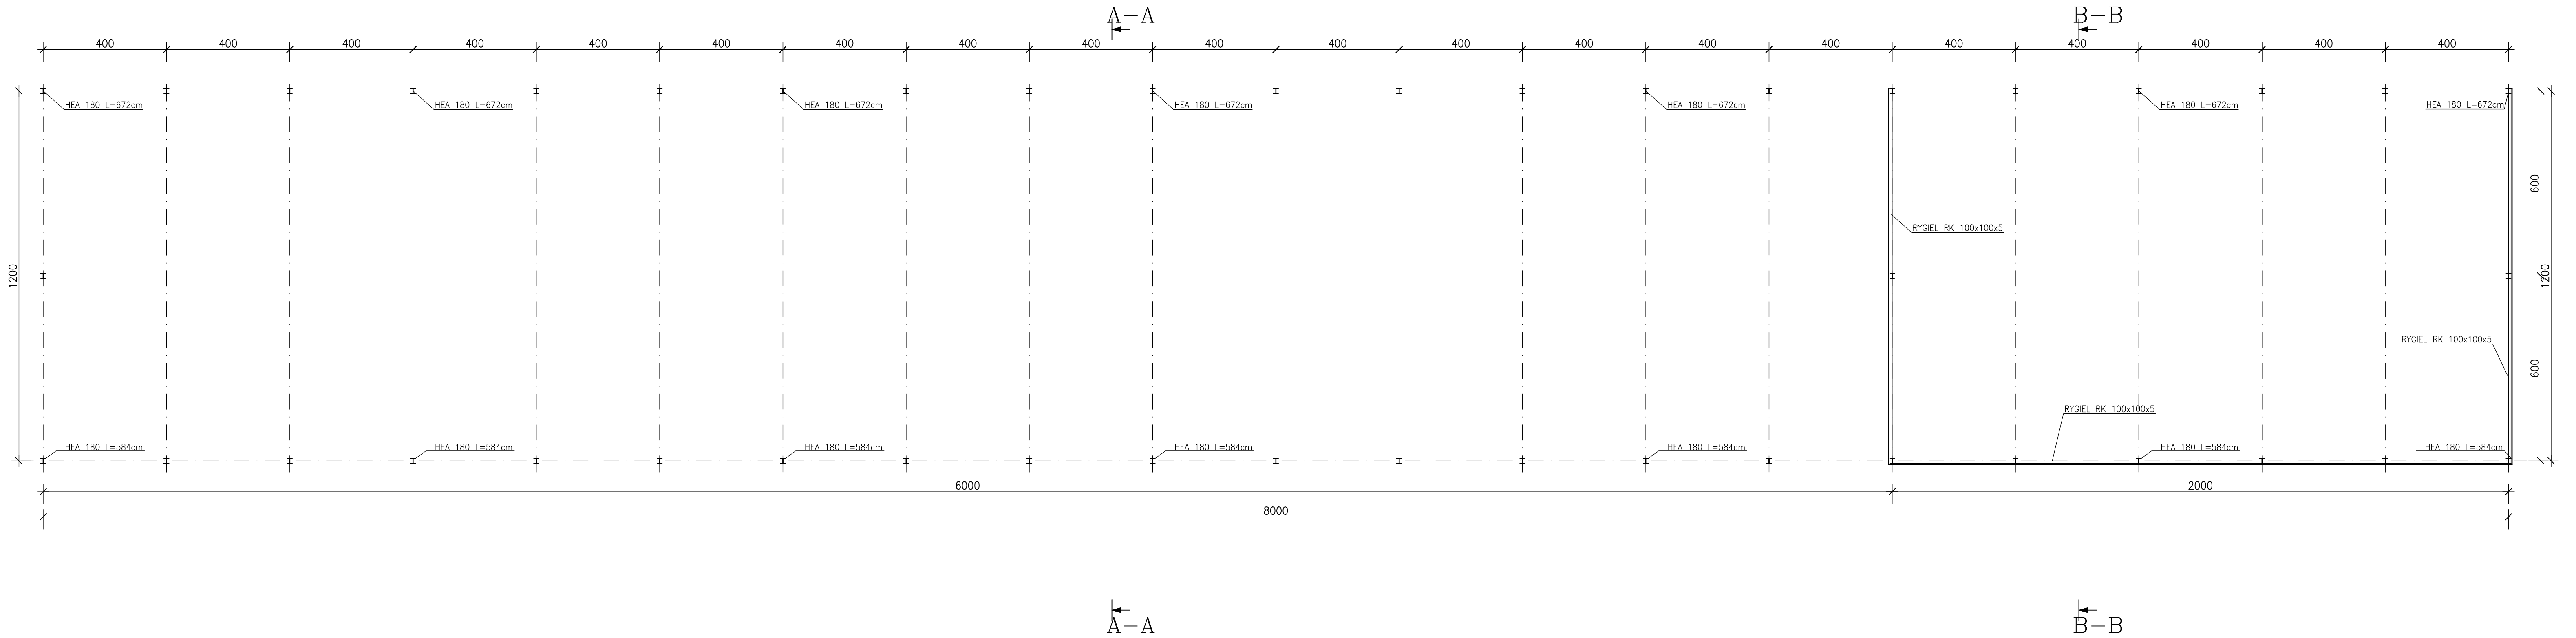 A-A
B-B
400 400 400 400 400 400 400 400 400 400 400 400 400 400 400 400 400 400 400 400
HEA 180 L=672cm HEA 180 L=672cm HEA 180 L=672cm HEA 180 L=672cm HEA 180 L=672cm HEA 180 L=672cm HEA 180 L=672cm
600
RYGIEL RK 100x100x5
1200
1200
RYGIEL RK 100x100x5
600
RYGIEL RK 100x100x5
HEA 180 L=584cm HEA 180 L=584cm HEA 180 L=584cm HEA 180 L=584cm HEA 180 L=584cm HEA 180 L=584cm HEA 180 L=584cm
6000
2000
8000
A-A
B-B